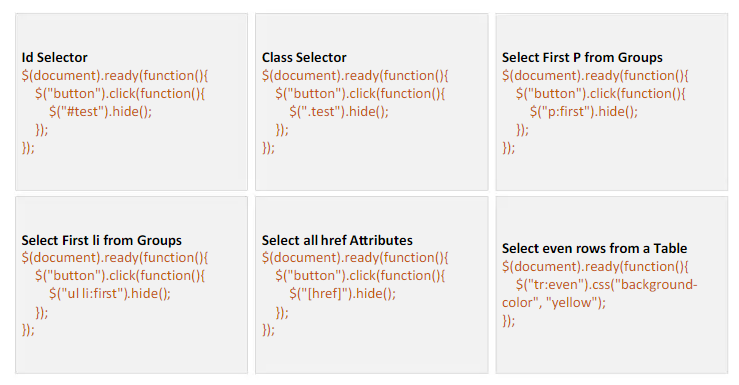 Id Selector
$(document).ready(function(){
$("button").click(function(){
$("#test").hide();
});
});
Class Selector
$(document).ready(function(){
$("button").click(function(){
$(".test").hide();
});
});
Select First P from Groups
$(document).ready(function(){
$("button").click(function(){
$("p:first").hide();
});
});
Select First li from Groups
$(document).ready(function(){
$("button").click(function(){
$("ul li:first").hide();
});
});
Select all href Attributes
$(document).ready(function(){
$("button").click(function(){
$("[href]").hide();
});
});
Select even rows from a Table
$(document).ready(function(){
$("tr:even").css("background-
color", "yellow");
});